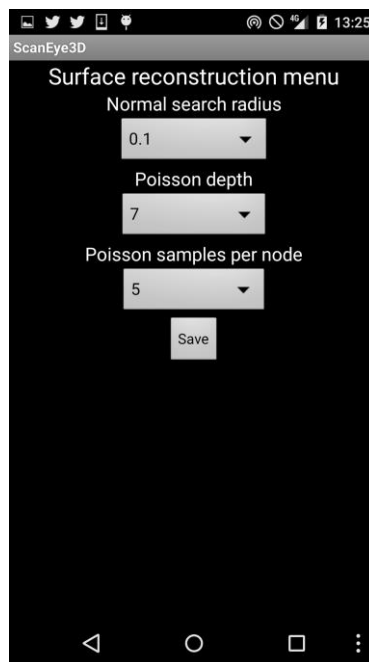 4G 13:25
ScanEye3D
Surface reconstruction menu
Normal search radius
0.1
Poisson depth
7
Poisson samples per node
5
Save